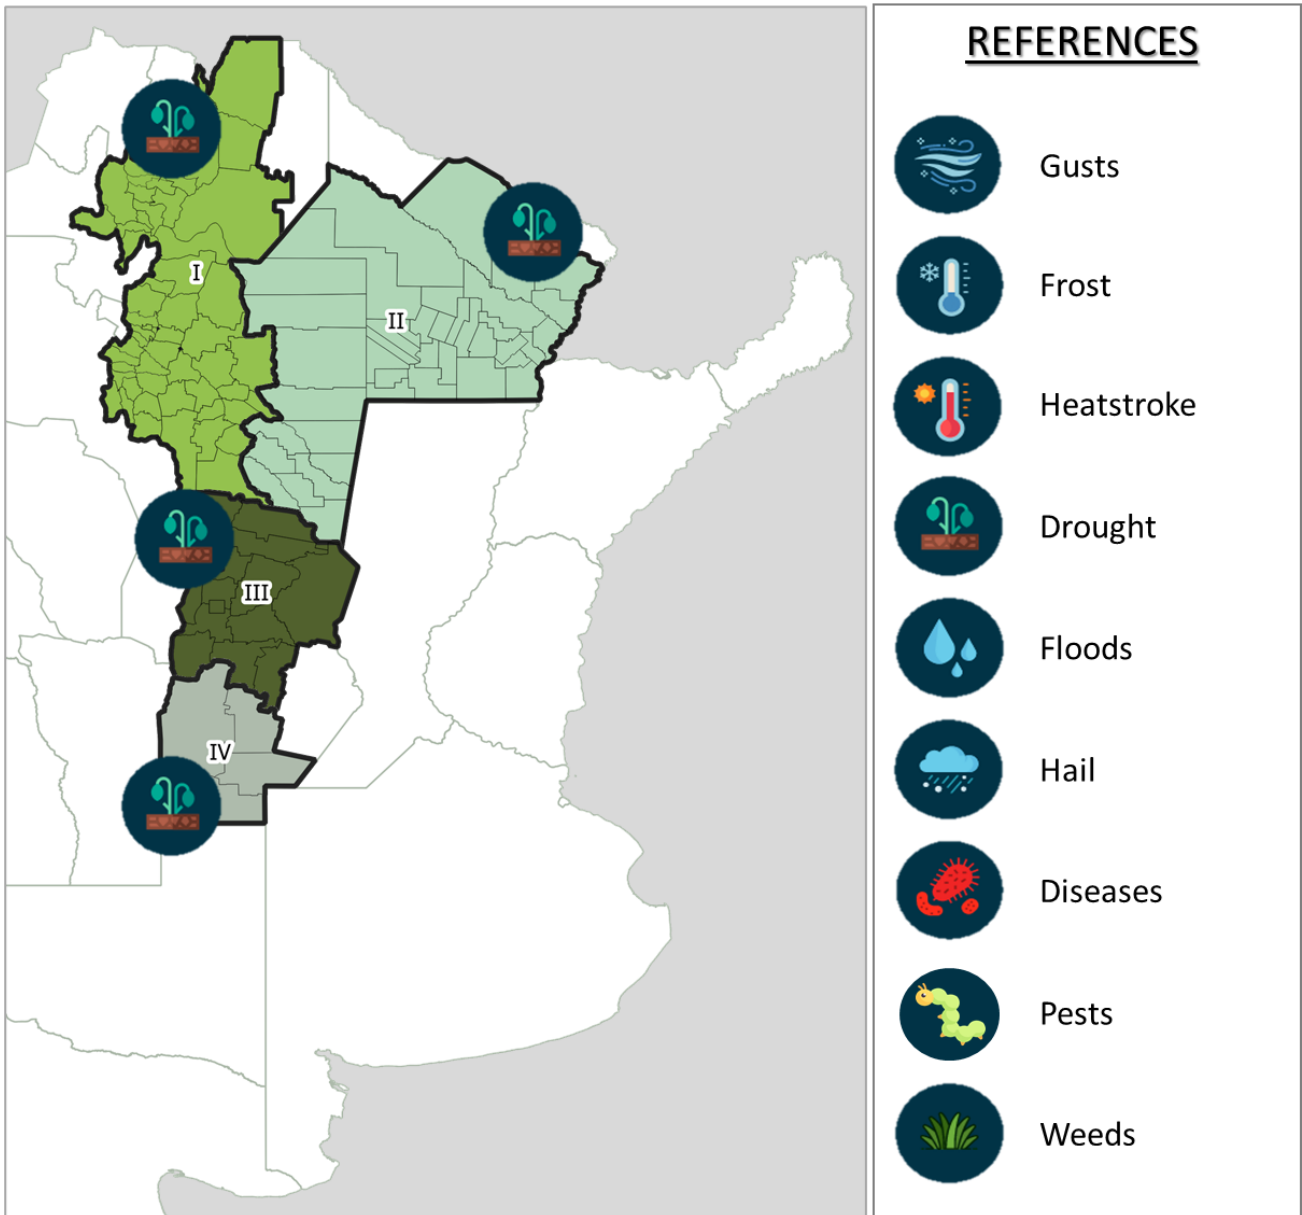 REFERENCES
Gusts
Frost
Heatstroke
Drought
Floods
Hail
Diseases
Pests
Weeds
I
II
III
IV